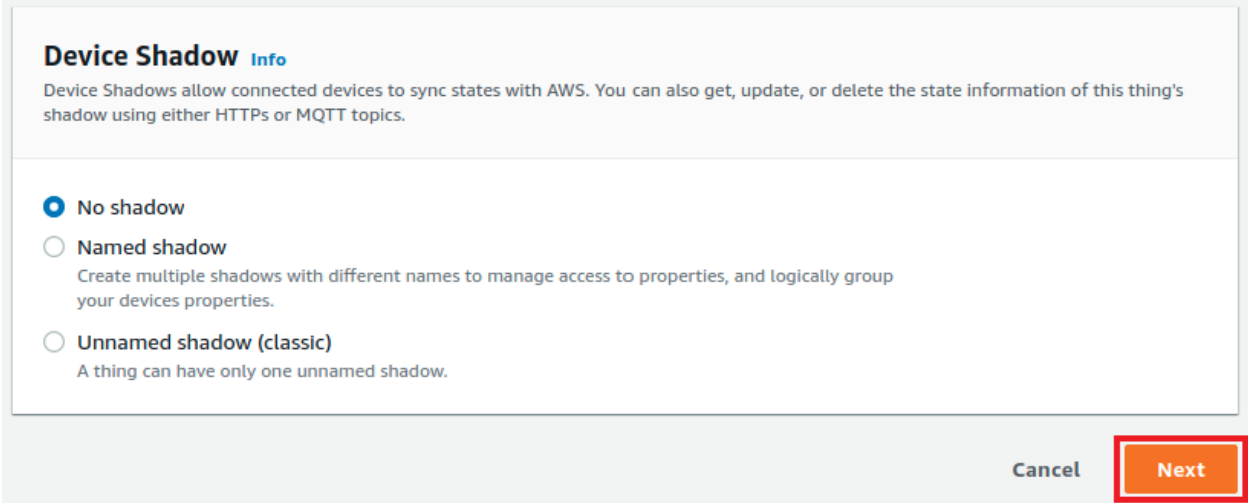 Device Shadow Info
Device Shadows allow connected devices to sync states with AWS. You can also get, update, or delete the state information of this thing's
shadow using either HTTPs or MQTT topics.
No shadow
Named shadow
Create multiple shadows with different names to manage access to properties, and logically group
your devices properties.
Unnamed shadow (classic)
A thing can have only one unnamed shadow.
Cancel Next